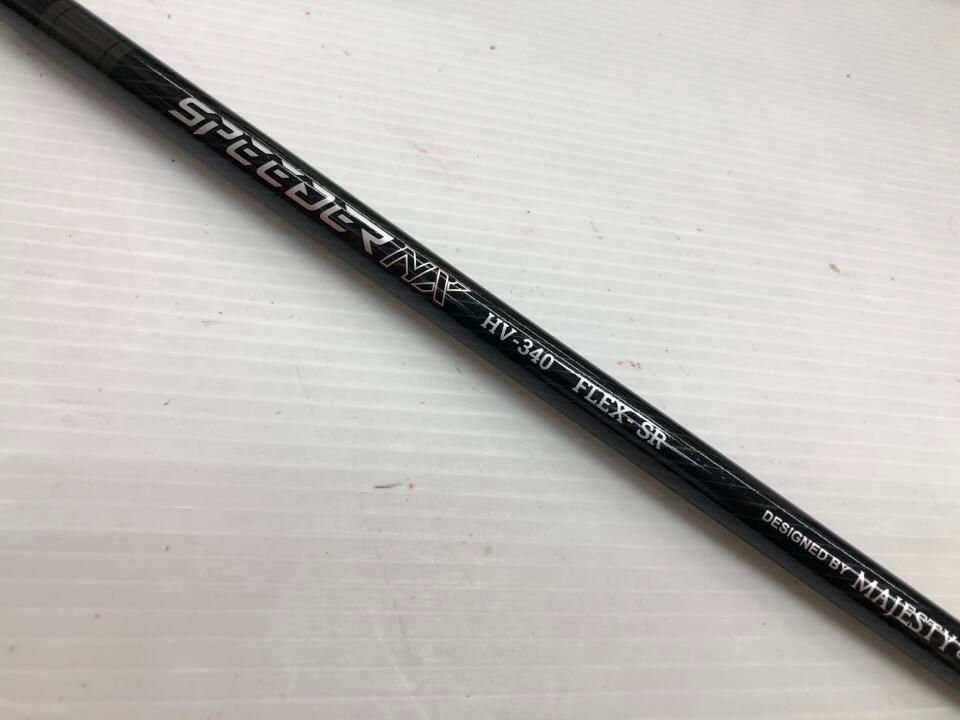 SPEEDER NX HV-340 FLEX-SR DESIGNED BY MAJESTY